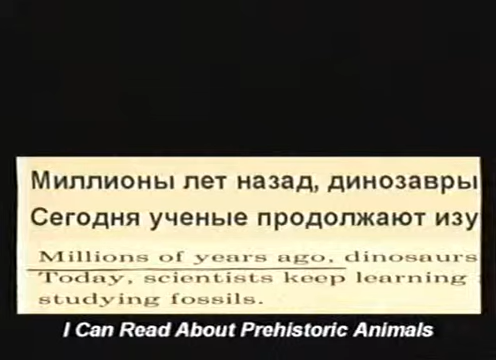 Миллионы лет назад, динозавры
Сегодня ученые продолжают изу
Millions of years ago, dinosaurs
Today, scientists keep learning
studying fossils.
I Can Read About Prehistoric Animals